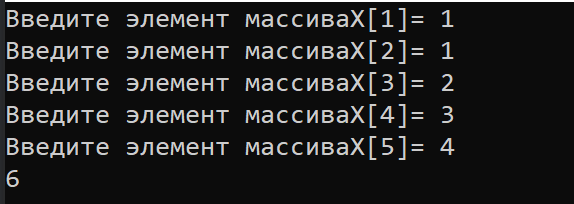 Введите элемент массиваX[1]= 1
Введите элемент массиваX[2]= 1
Введите элемент массиваX[3]= 2
Введите элемент массиваX[4]= 3
Введите элемент массиваX[5]= 4
6